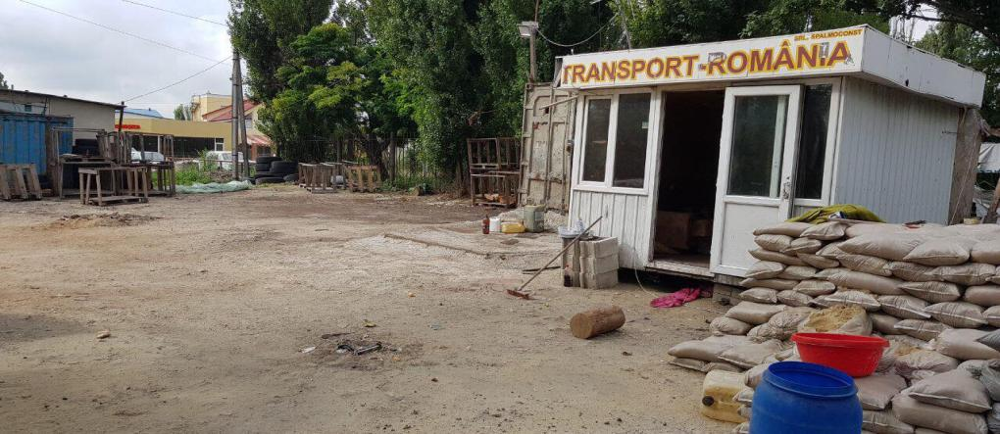 SRL. SPALMOCONST
TRANSPORT-ROMÂNIA